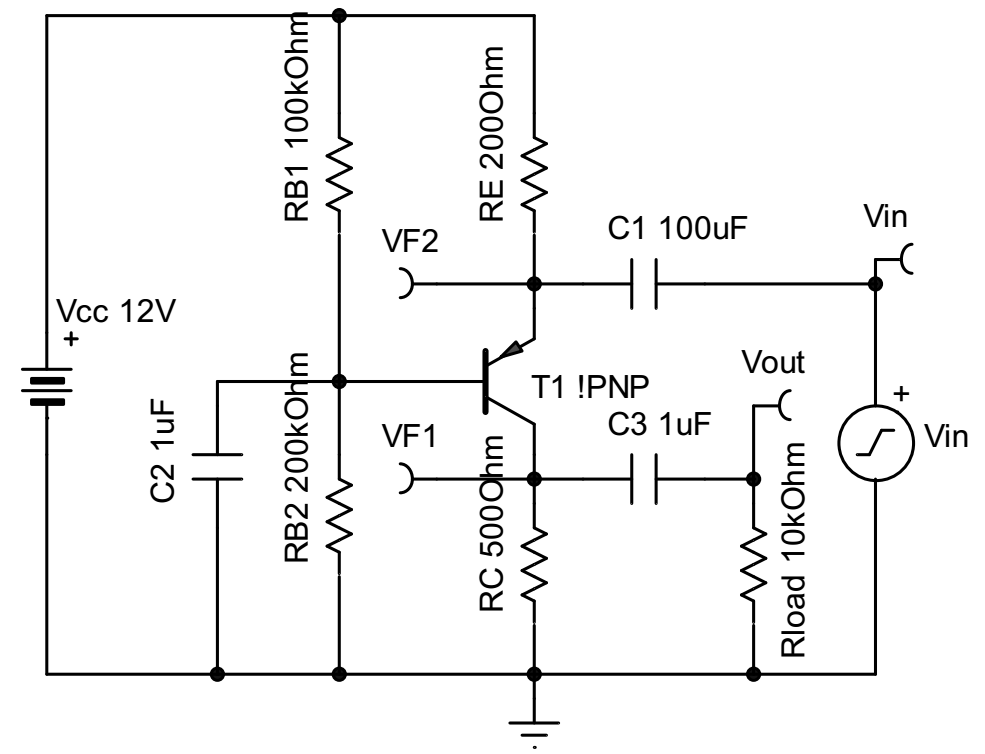 RB1 100kOhm
RE 200Ohm
Vin
C1 100uF
VF2
Vcc 12V
+
Vout
T1 !PNP
C3 1uF
+
C2 1uF
RB2 200kOhm
VF1
Vin
RC 500Ohm
Rload 10kOhm